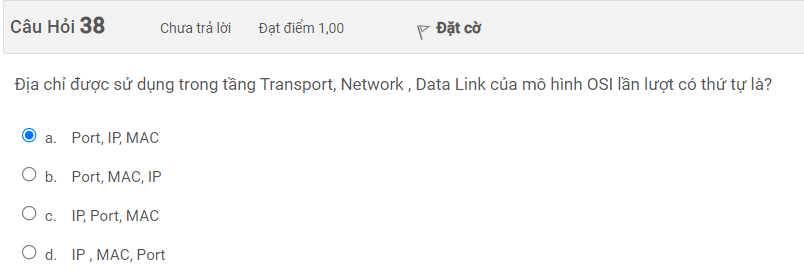 Câu Hỏi 38 Chưa trả lời Đạt điểm 1,00 Đặt cờ
Địa chỉ được sử dụng trong tầng Transport, Network , Data Link của mô hình OSI lần lượt có thứ tự là?
a. Port, IP, MAC
b. Port, MAC, IP
c. IP, Port, MAC
d. IP , MAC, Port